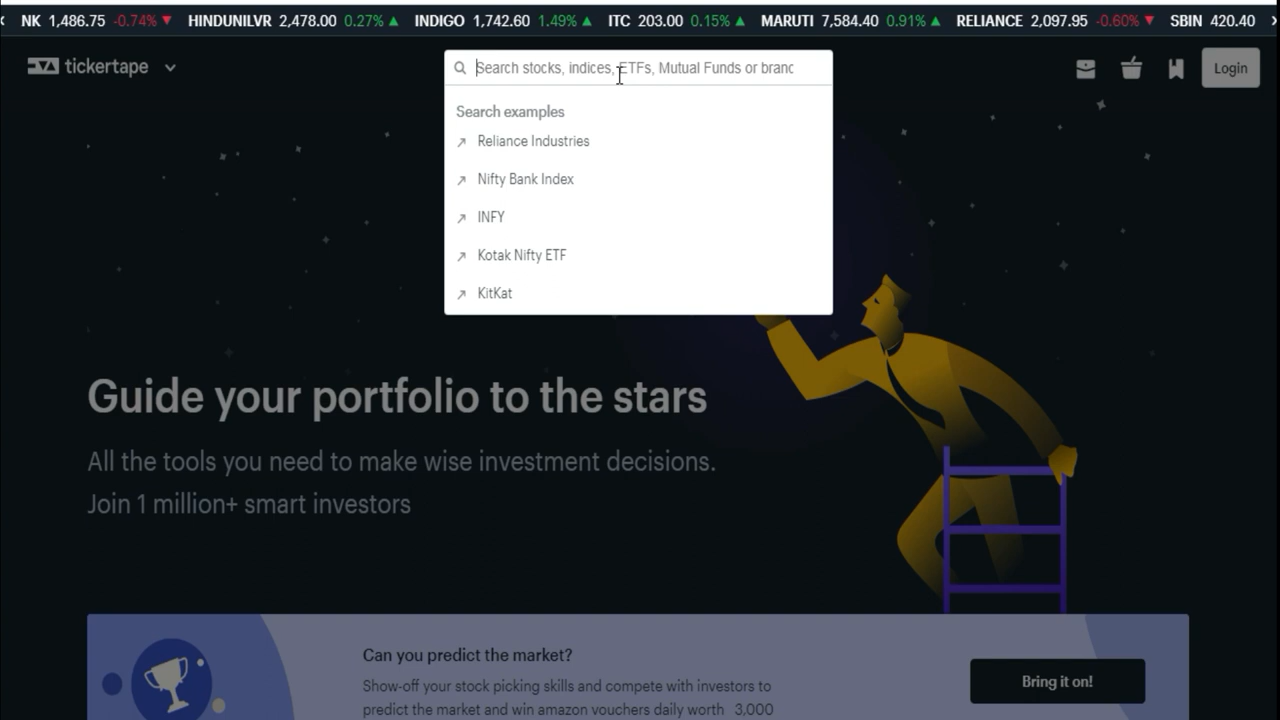 NK 1,486.75 -0.74% HINDUNILVR 2,478.00 0.27% INDIGO 1,742.60 1.49% ITC 203.00 0.15% MARUTI 7,584.40 0.91% RELIANCE 2,097.95 -0.60% SBIN 420.40
tickertape
Search stocks, indices, ETFs, Mutual Funds or branc
Login
Search examples
Reliance Industries
Nifty Bank Index
INFY
Kotak Nifty ETF
KitKat
Guide your portfolio to the stars
All the tools you need to make wise investment decisions.
Join 1 million+ smart investors
Can you predict the market?
Show-off your stock picking skills and compete with investors to
predict the market and win amazon vouchers daily worth 3,000
Bring it on!